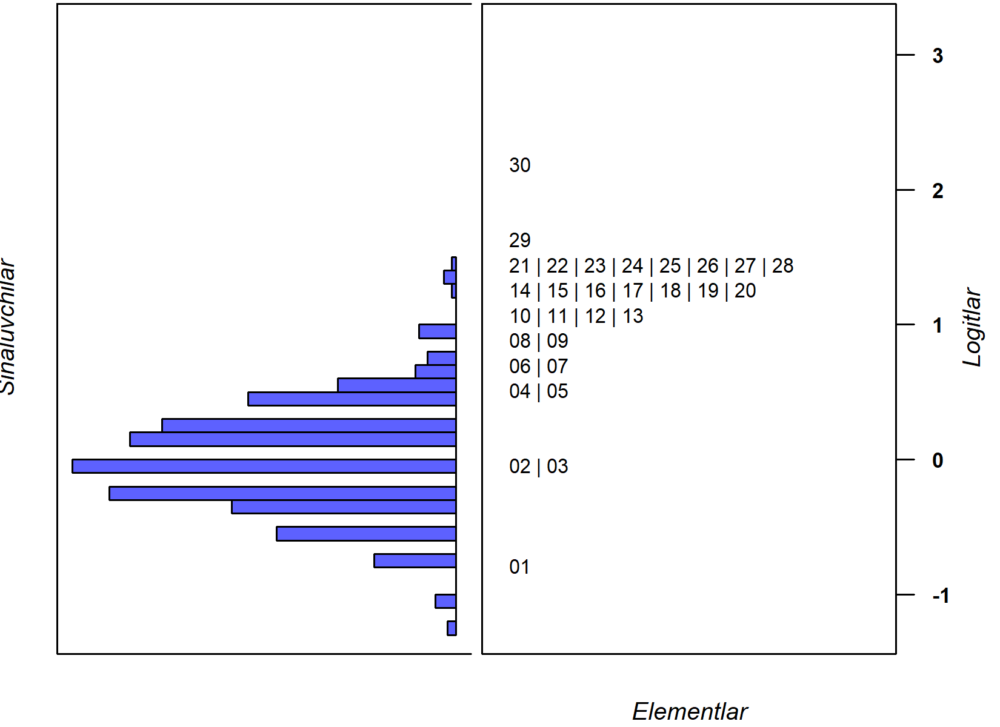 Sinaluvchilar
30
29
21 | 22 | 23 | 24 | 25 | 26 | 27 | 28
14 | 15 | 16 | 17 | 18 | 19 | 20
10 | 11 | 12 | 13
08 | 09
06 | 07
04 | 05
02 | 03
01
3
2
1
0
-1
Logitlar
Elementlar